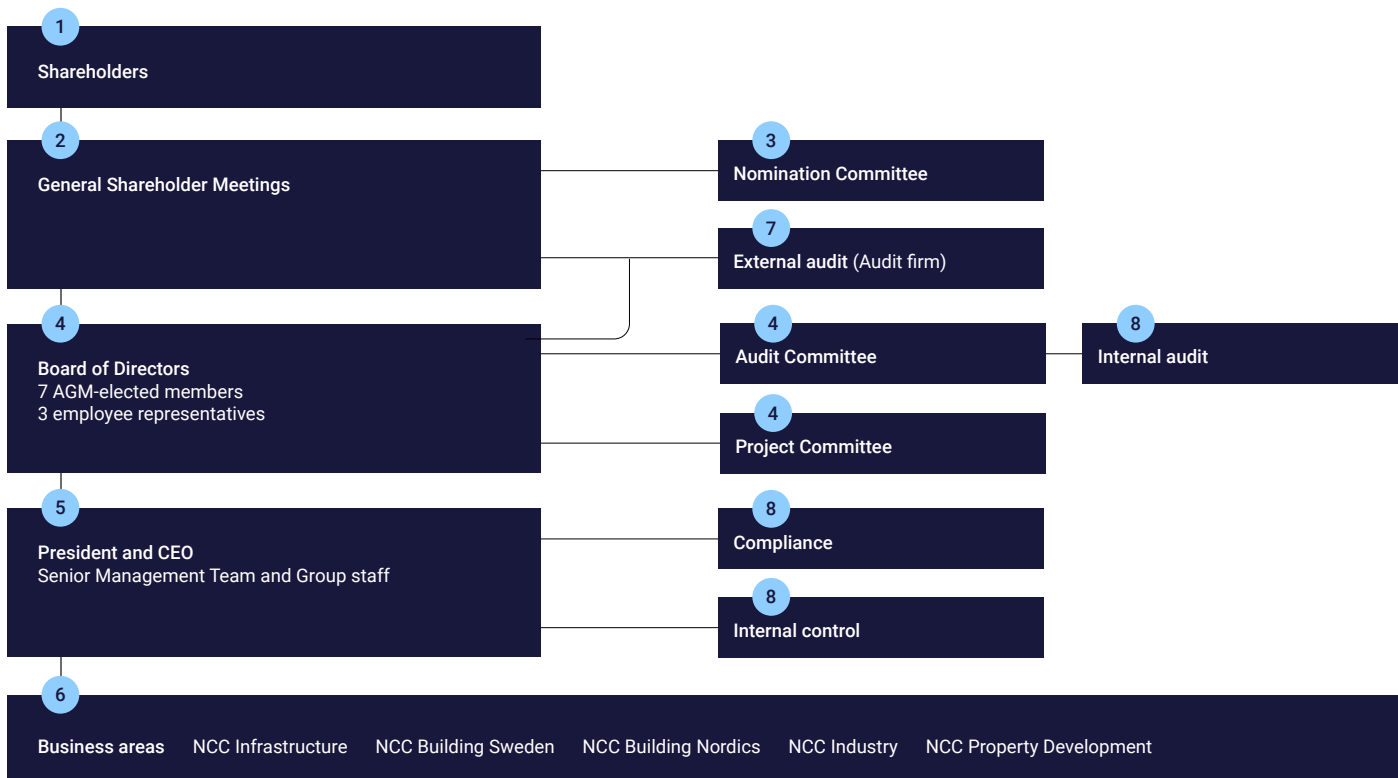 1
Shareholders
2
General Shareholder Meetings
3
Nomination Committee
7
External audit (Audit firm)
4
Board of Directors
7 AGM-elected members
3 employee representatives
4
Audit Committee
8
Internal audit
4
Project Committee
5
President and CEO
Senior Management Team and Group staff
8
Compliance
8
Internal control
6
Business areas NCC Infrastructure NCC Building Sweden NCC Building Nordics NCC Industry NCC Property Development